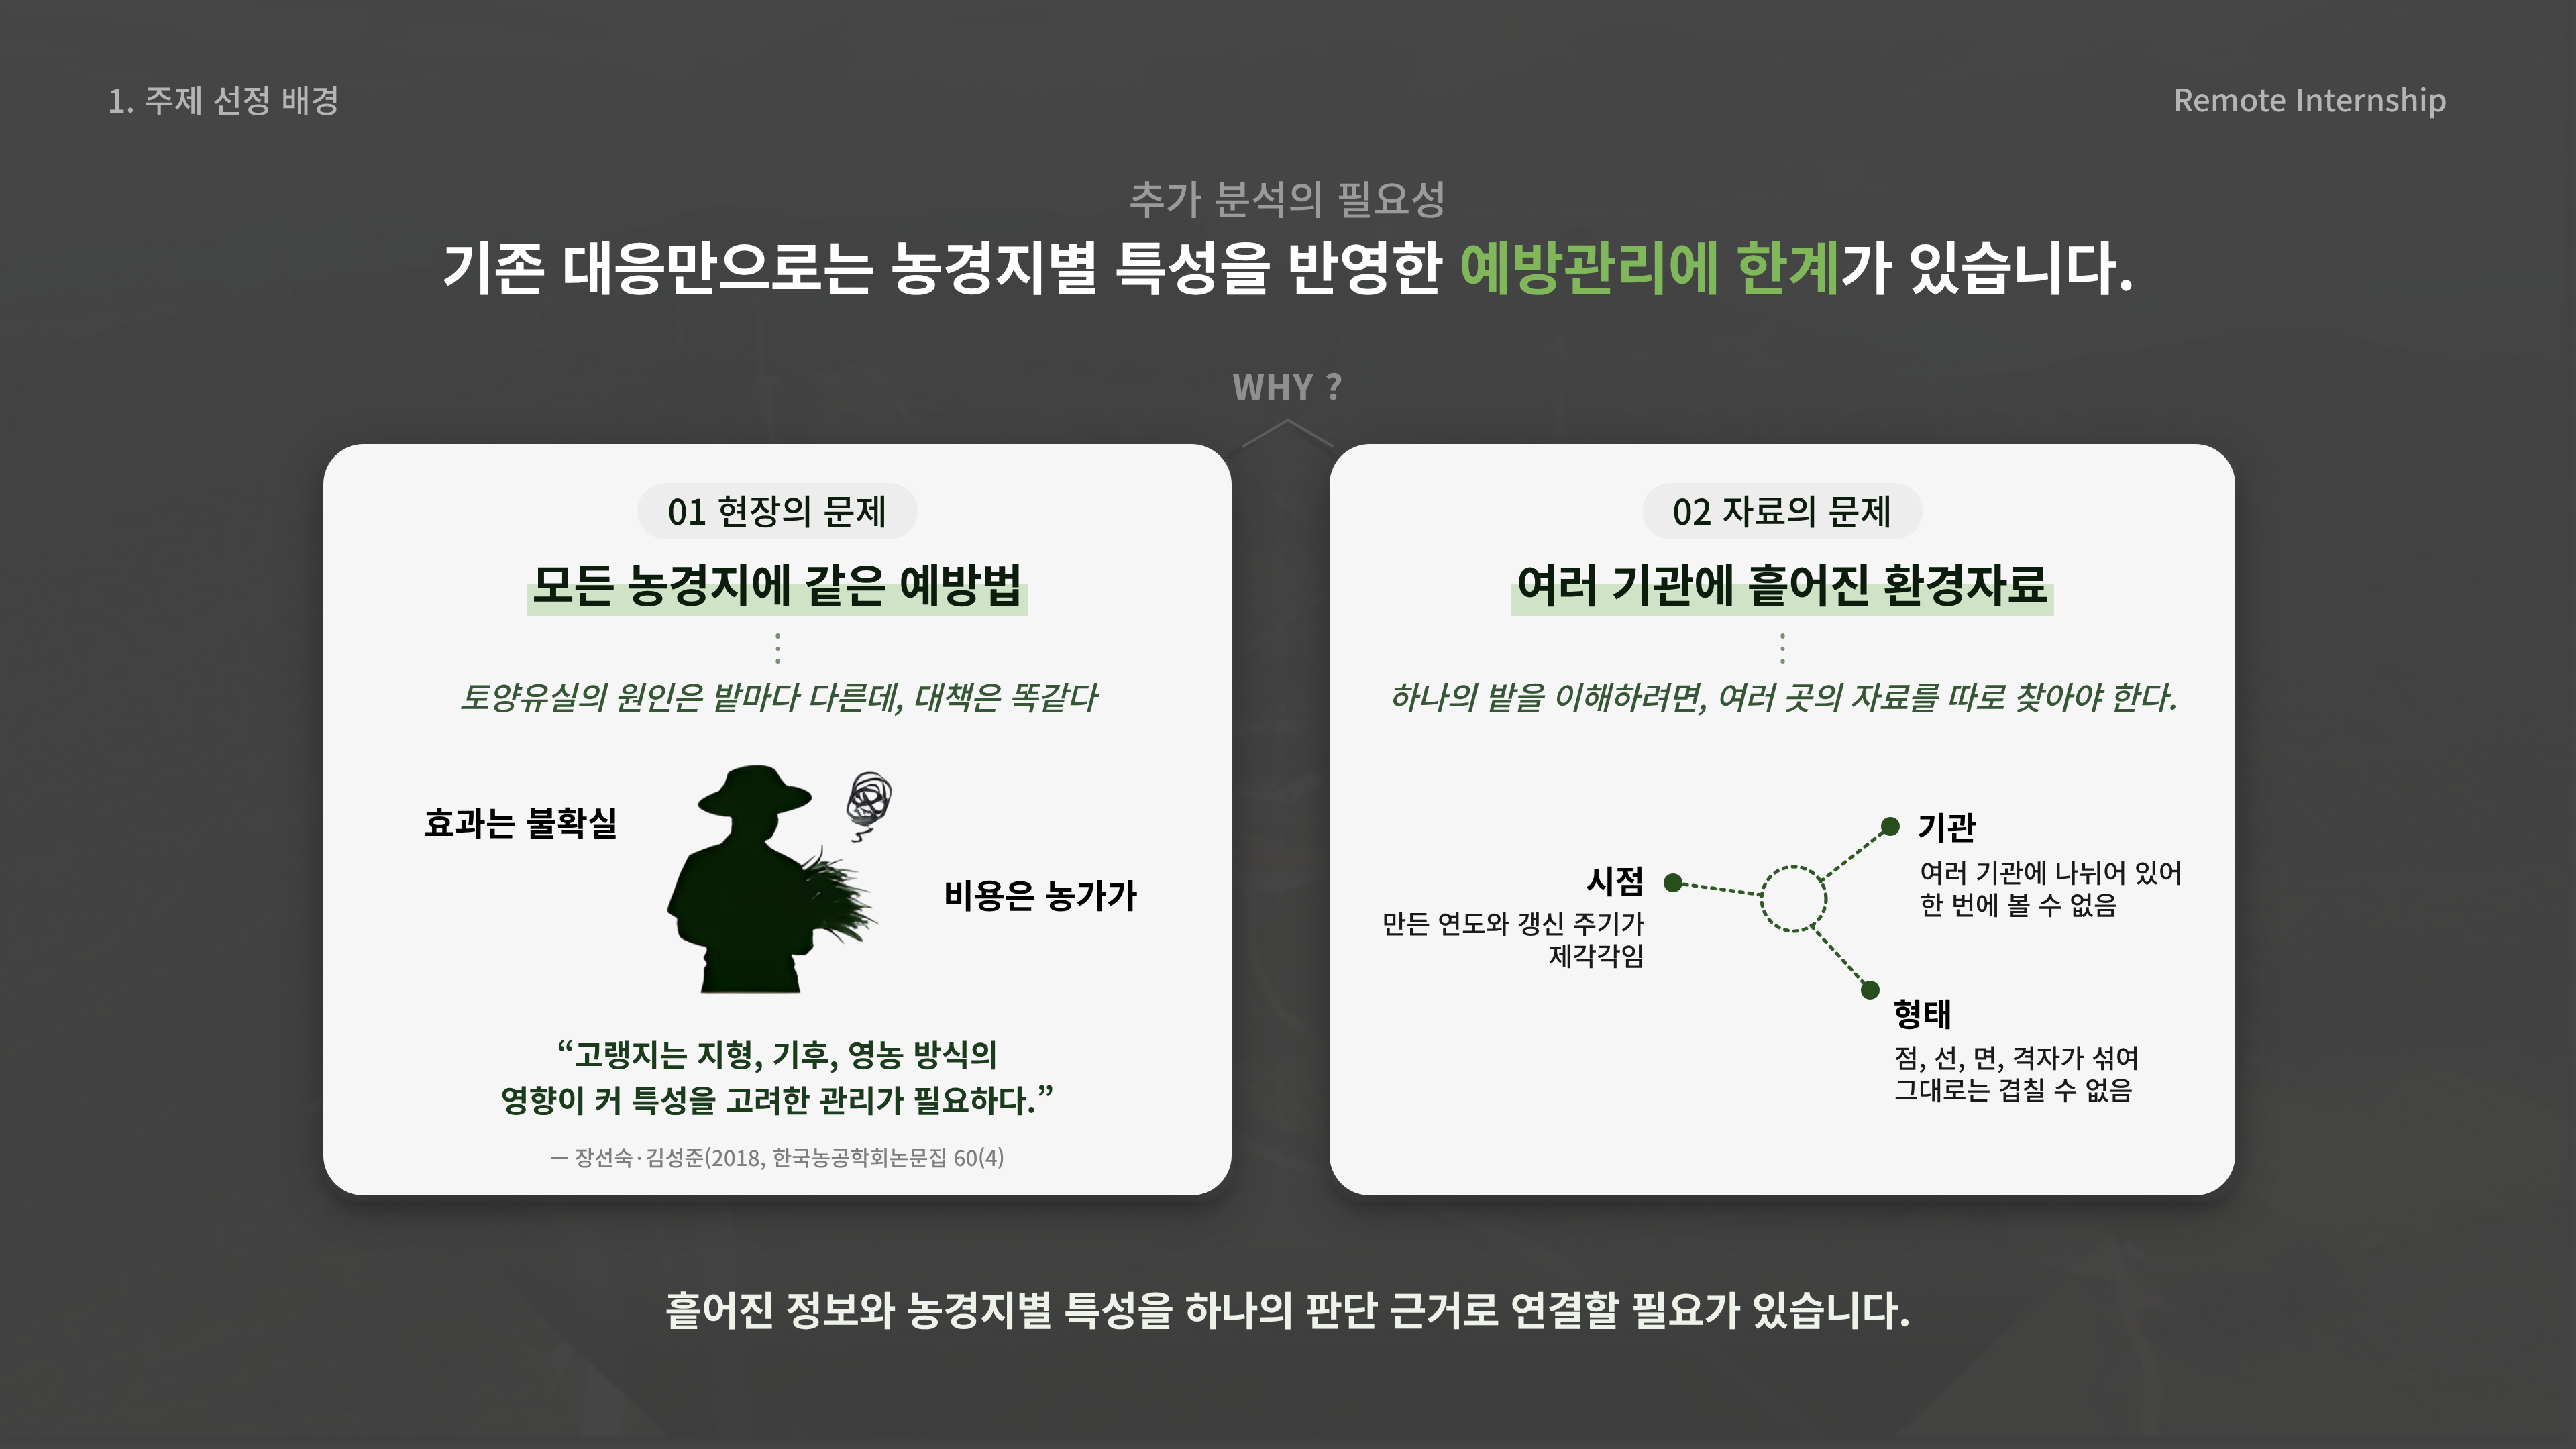 1. 주제 선정 배경
Remote Internship
추가 분석의 필요성
기존 대응만으로는 농경지별 특성을 반영한 예방관리에 한계가 있습니다.
WHY ?
01 현장의 문제
모든 농경지에 같은 예방법
토양유실의 원인은 밭마다 다른데, 대책은 똑같다
효과는 불확실
비용은 농가가
“고랭지는 지형, 기후, 영농 방식의
영향이 커 특성을 고려한 관리가 필요하다.”
— 장선숙·김성준(2018, 한국농공학회논문집 60(4)
02 자료의 문제
여러 기관에 흩어진 환경자료
하나의 밭을 이해하려면, 여러 곳의 자료를 따로 찾아야 한다.
기관
여러 기관에 나뉘어 있어
한 번에 볼 수 없음
시점
만든 연도와 갱신 주기가
제각각임
형태
점, 선, 면, 격자가 섞여
그대로는 겹칠 수 없음
흩어진 정보와 농경지별 특성을 하나의 판단 근거로 연결할 필요가 있습니다.